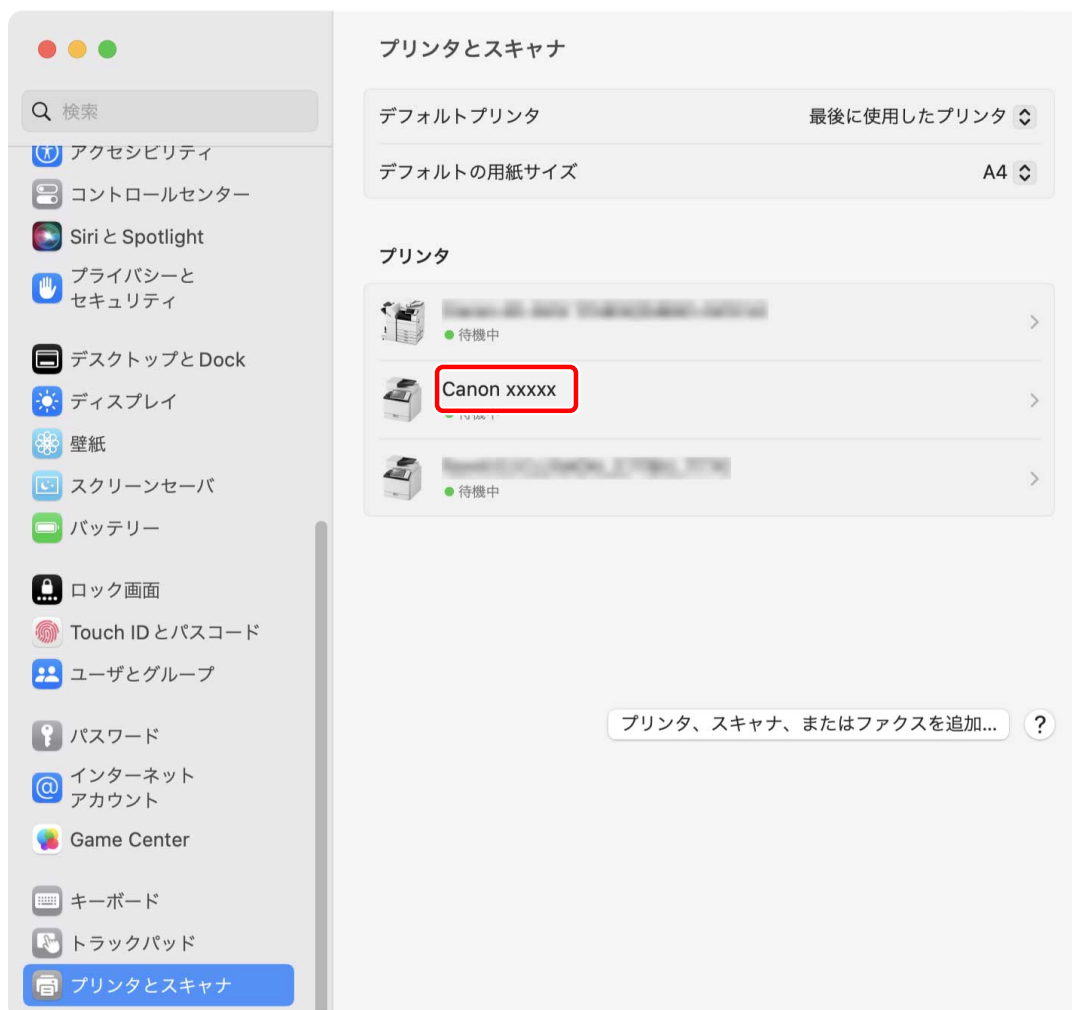 検索
アクセシビリティ
コントロールセンター
Siri と Spotlight
プライバシーと
セキュリティ
デスクトップと Dock
ディスプレイ
壁紙
スクリーンセーバ
バッテリー
ロック画面
Touch ID とパスコード
ユーザとグループ
パスワード
インターネット
アカウント
Game Center
キーボード
トラックパッド
プリンタとスキャナ
プリンタとスキャナ
デフォルトプリンタ 最後に使用したプリンタ
デフォルトの用紙サイズ A4
プリンタ
待機中
Canon xxxxx
待機中
待機中
プリンタ、スキャナ、またはファクスを追加... ?